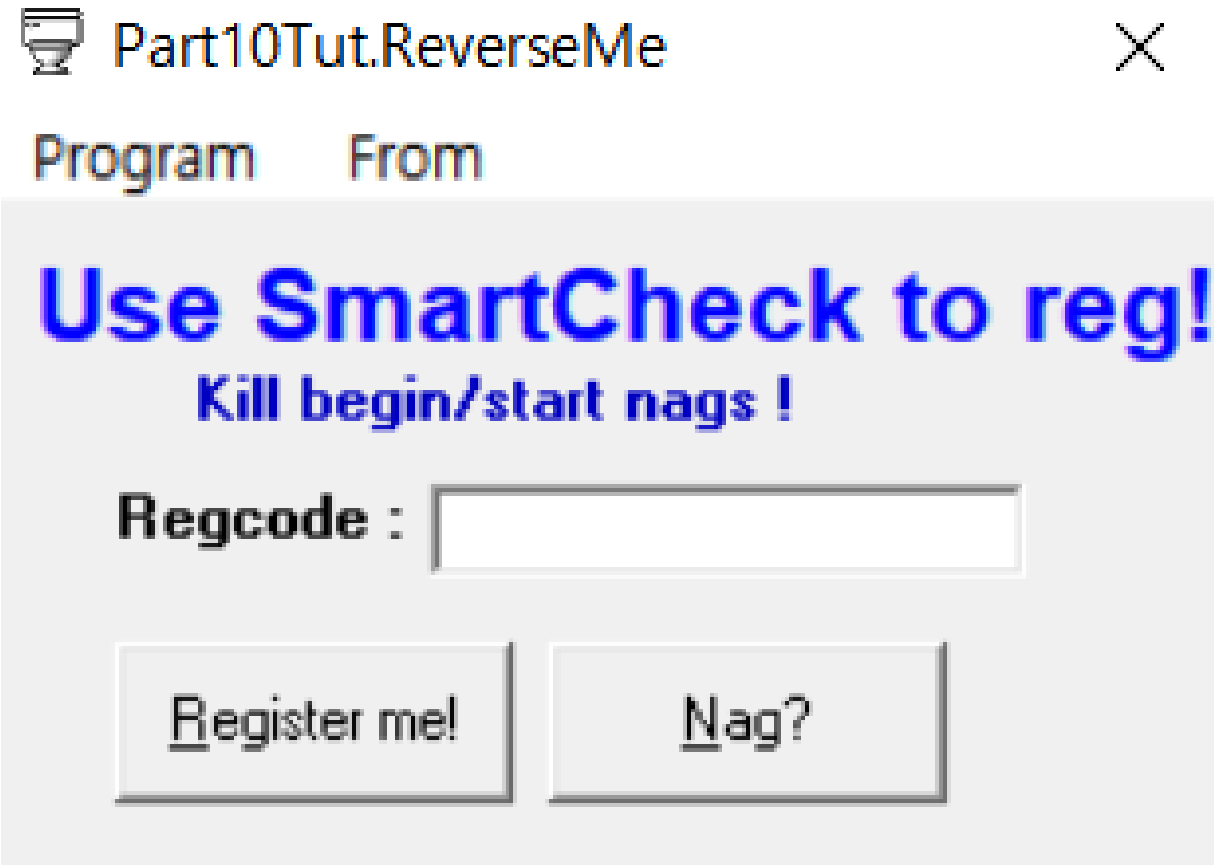 Part10Tut.ReverseMe
Program From
Use SmartCheck to reg!
Kill begin/start nags !
Regcode :
Register me! Nag?